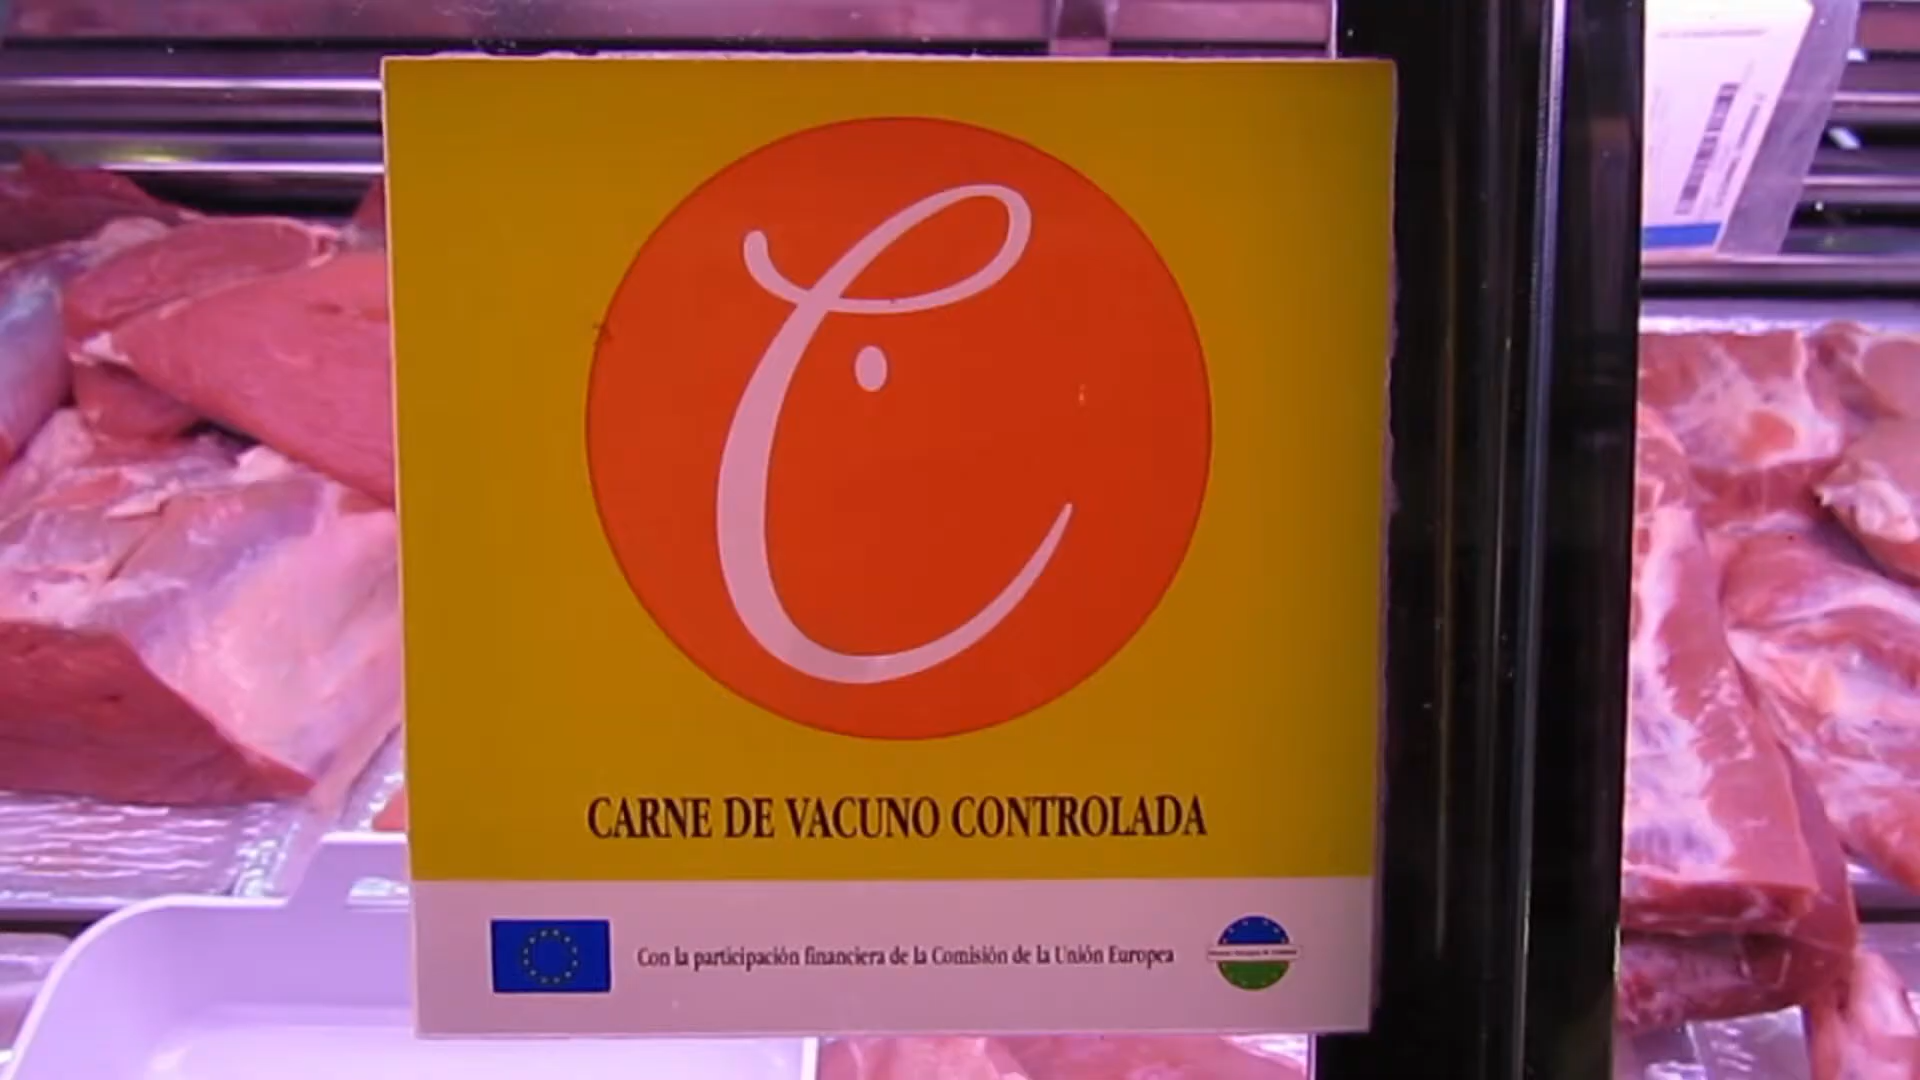 C
CARNE DE VACUNO CONTROLADA
Con la participación financiera de la Comisión de la Unión Europea